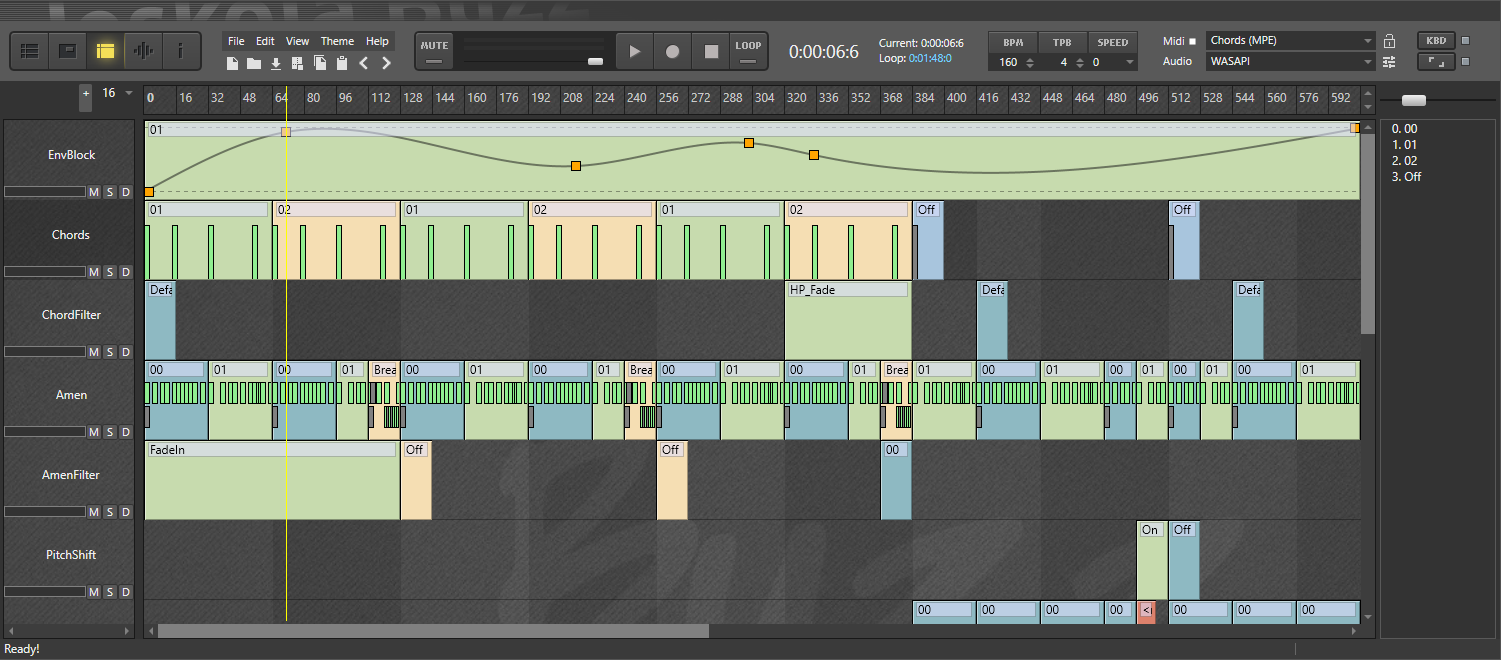 File Edit View Theme Help
MUTE
LOOP
0:00:06:6
Current: 0:00:06:6
Loop: 0:01:48:0
BPM TPB SPEED
160 4 0
Midi Chords (MPE)
Audio WASAPI
KBD
+ 16
0 16 32 48 64 80 96 112 128 144 160 176 192 208 224 240 256 272 288 304 320 336 352 368 384 400 416 432 448 464 480 496 512 528 544 560 576 592
EnvBlock
M S D
01
0. 00
1. 01
2. 02
3. Off
Chords
M S D
01 02 01 02 01 02 Off Off
ChordFilter
M S D
Defa HP_Fade Defa Defa
Amen
M S D
00 01 00 01 Brea 00 01 00 01 Brea 00 01 00 01 Brea 01 00 01 00 01 00 01 00 01
AmenFilter
M S D
FadeIn Off Off 00
PitchShift
M S D
On Off
00 00 00 00 00 00 00
Ready!